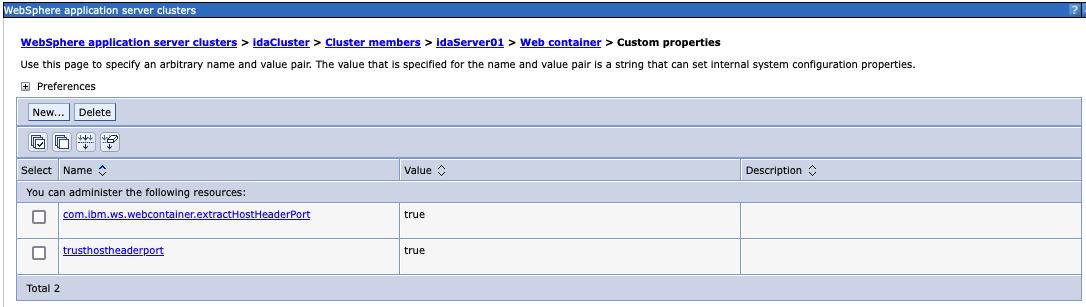 WebSphere application server clusters
?
WebSphere application server clusters > idaCluster > Cluster members > idaServer01 > Web container > Custom properties
Use this page to specify an arbitrary name and value pair. The value that is specified for the name and value pair is a string that can set internal system configuration properties.
Preferences
New... Delete
Select Name Value Description
You can administer the following resources:
com.ibm.ws.webcontainer.extractHostHeaderPort true
trusthostheaderport true
Total 2